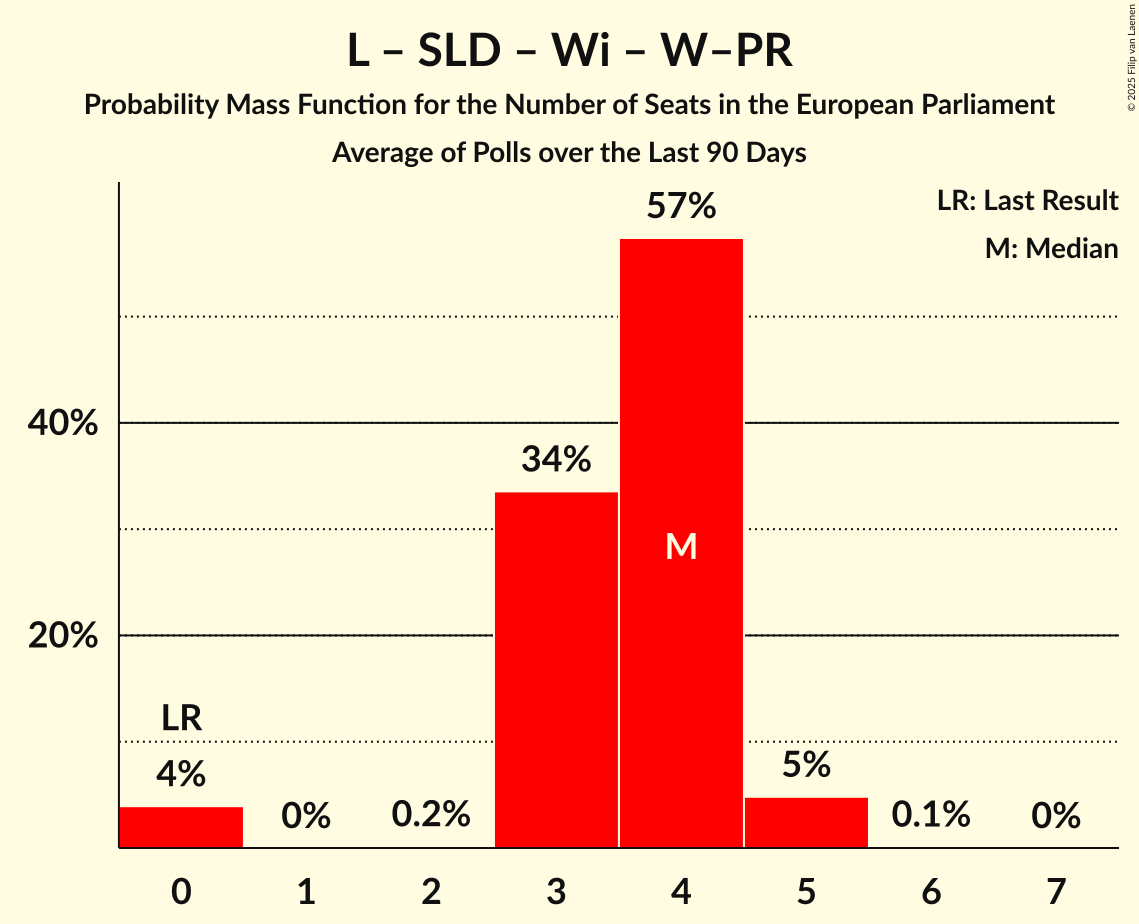 L – SLD – Wi – W–PR
Probability Mass Function for the Number of Seats in the European Parliament
Average of Polls over the Last 90 Days
© 2025 Filip van Laenen
LR: Last Result
M: Median
57%
40%
34%
M
20%
LR
4%
0%
0.2%
5%
0.1%
0%
0 1 2 3 4 5 6 7